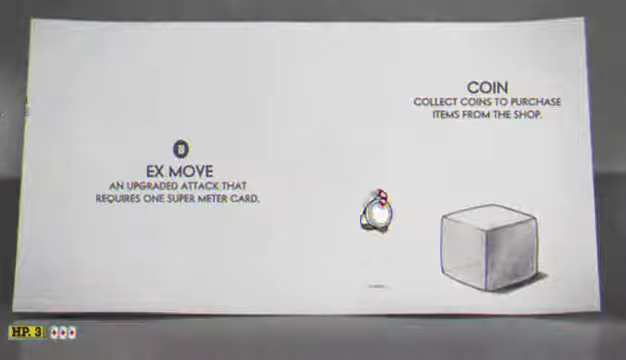 B
EX MOVE
AN UPGRADED ATTACK THAT
REQUIRES ONE SUPER METER CARD.
COIN
COLLECT COINS TO PURCHASE
ITEMS FROM THE SHOP.
HP. 3